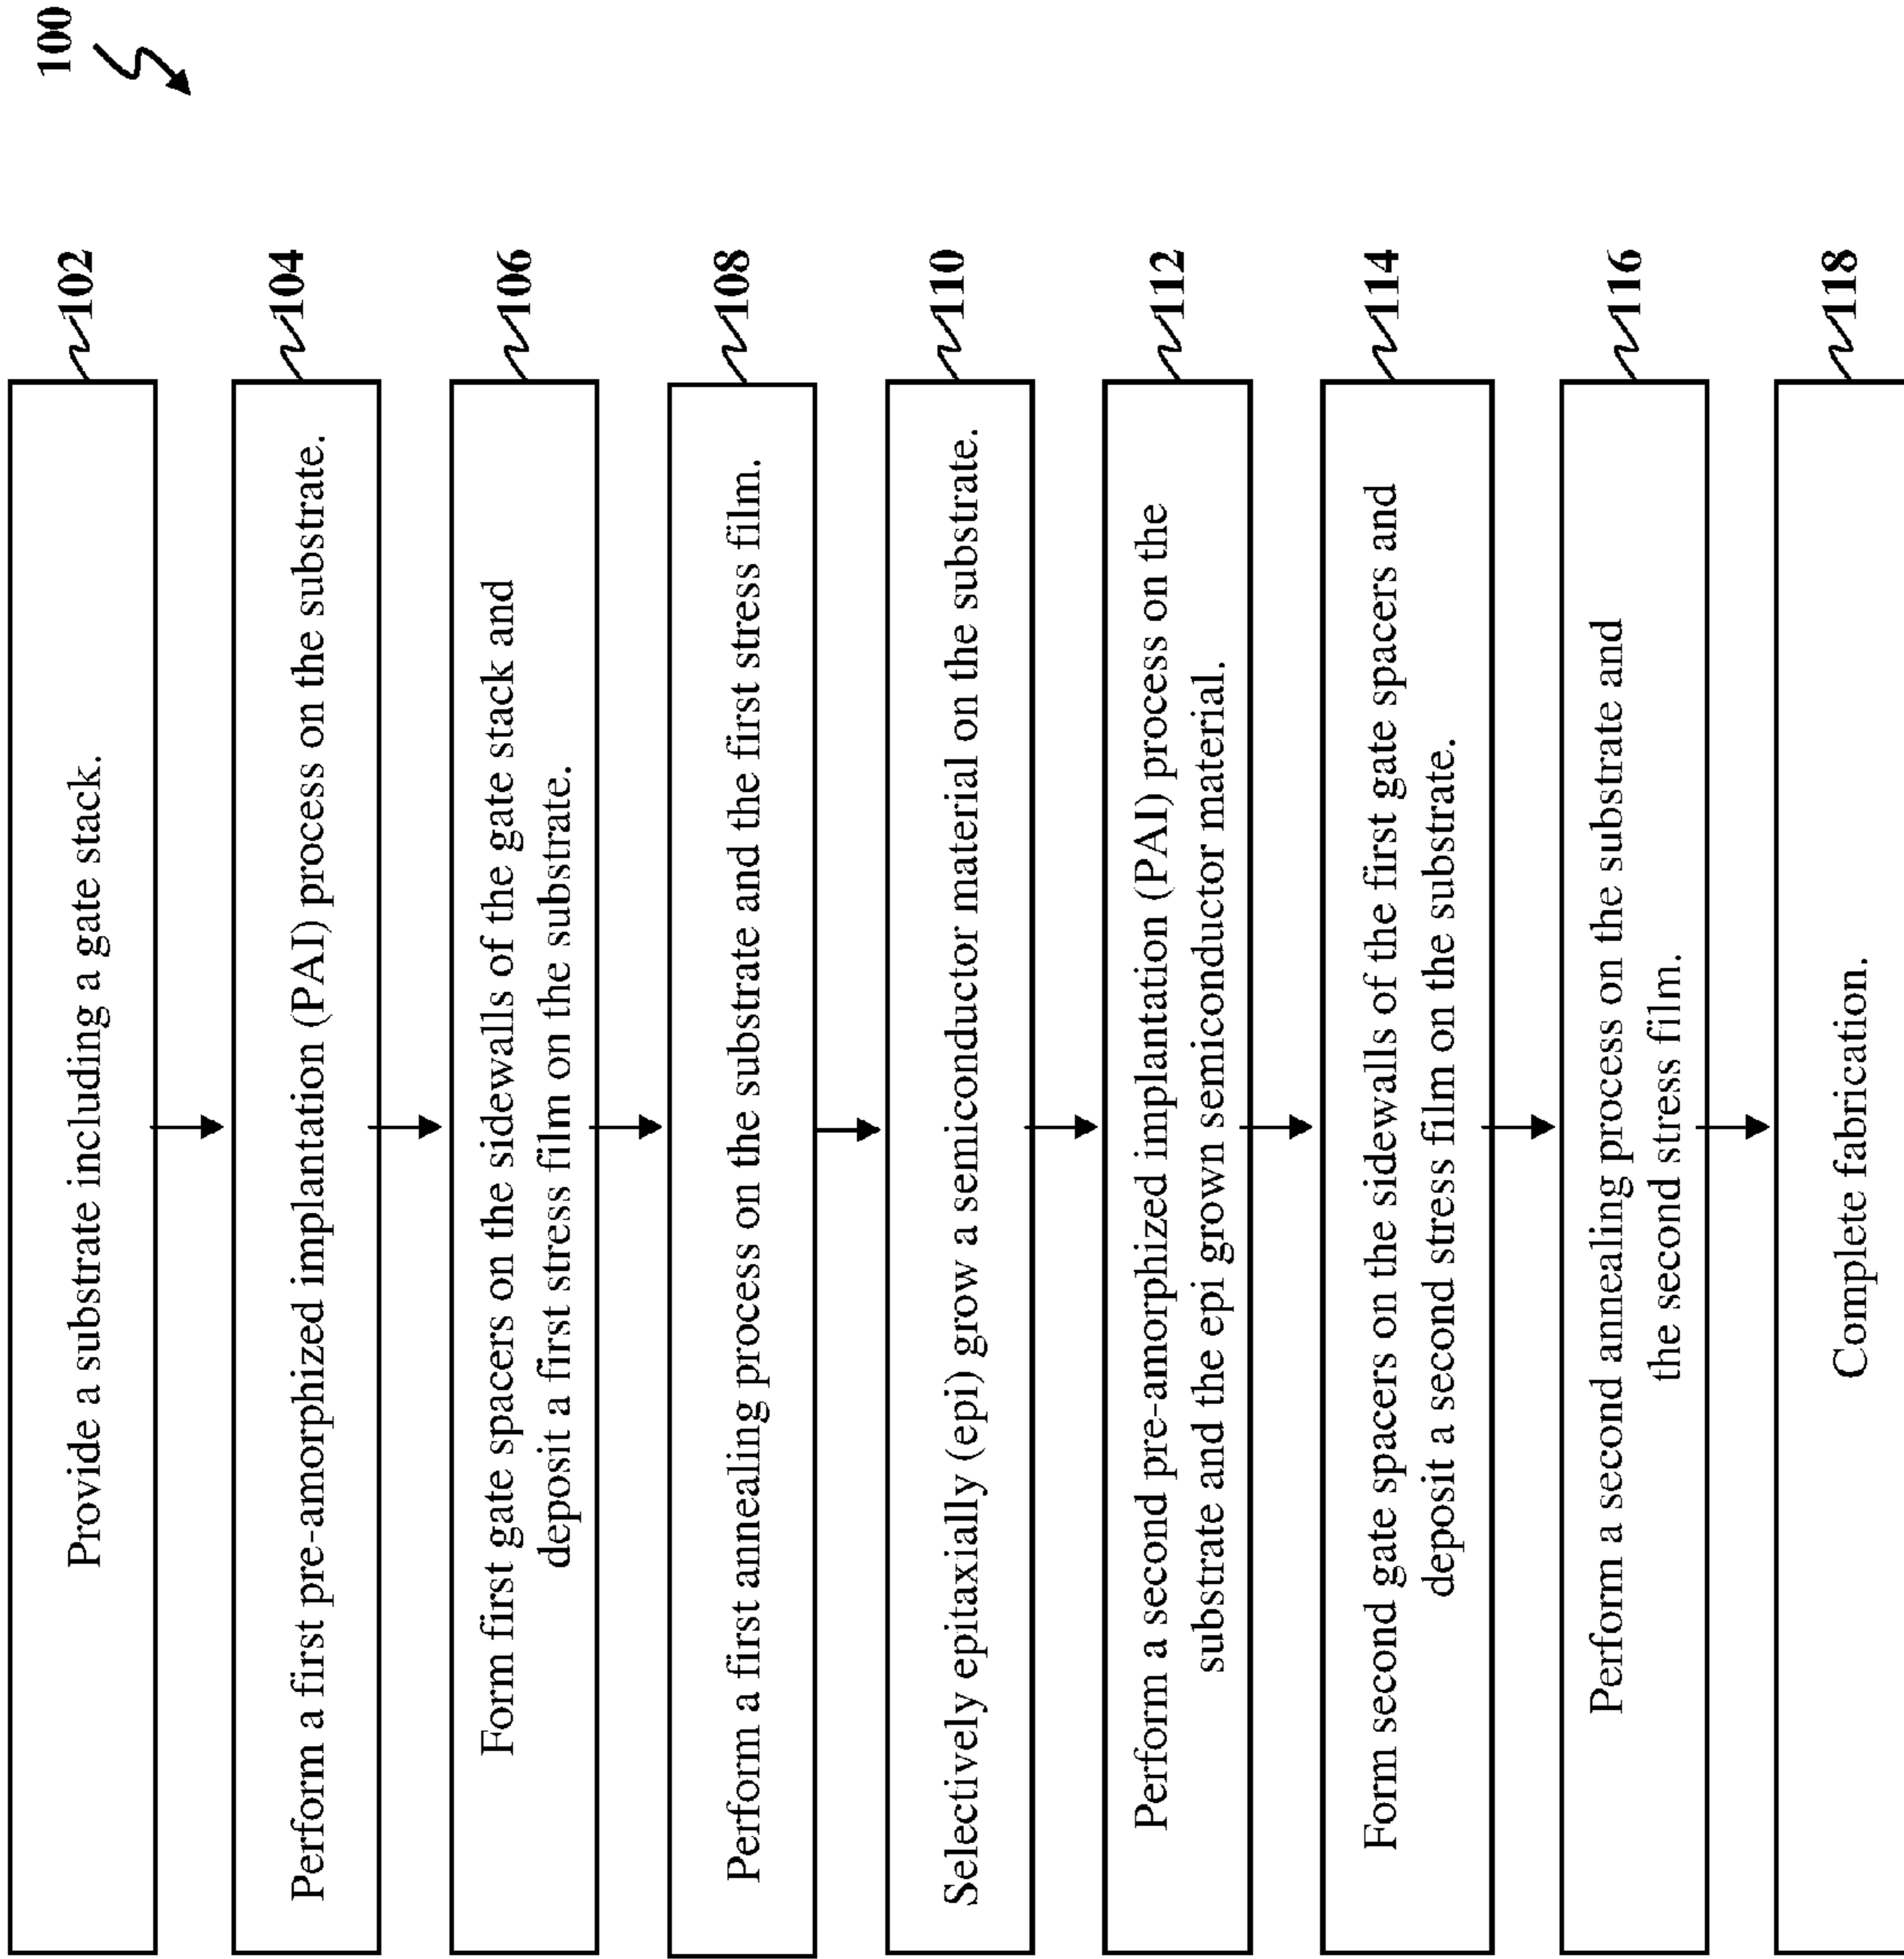 100
Provide a substrate including a gate stack.
102
Perform a first pre-amorphized implantation (PAI) process on the substrate.
104
Form first gate spacers on the sidewalls of the gate stack and
deposit a first stress film on the substrate.
106
Perform a first annealing process on the substrate and the first stress film.
108
Selectively epitaxially (epi) grow a semiconductor material on the substrate.
110
Perform a second pre-amorphized implantation (PAI) process on the
substrate and the epi grown semiconductor material.
112
Form second gate spacers on the sidewalls of the first gate spacers and
deposit a second stress film on the substrate.
114
Perform a second annealing process on the substrate and
the second stress film.
116
Complete fabrication.
118